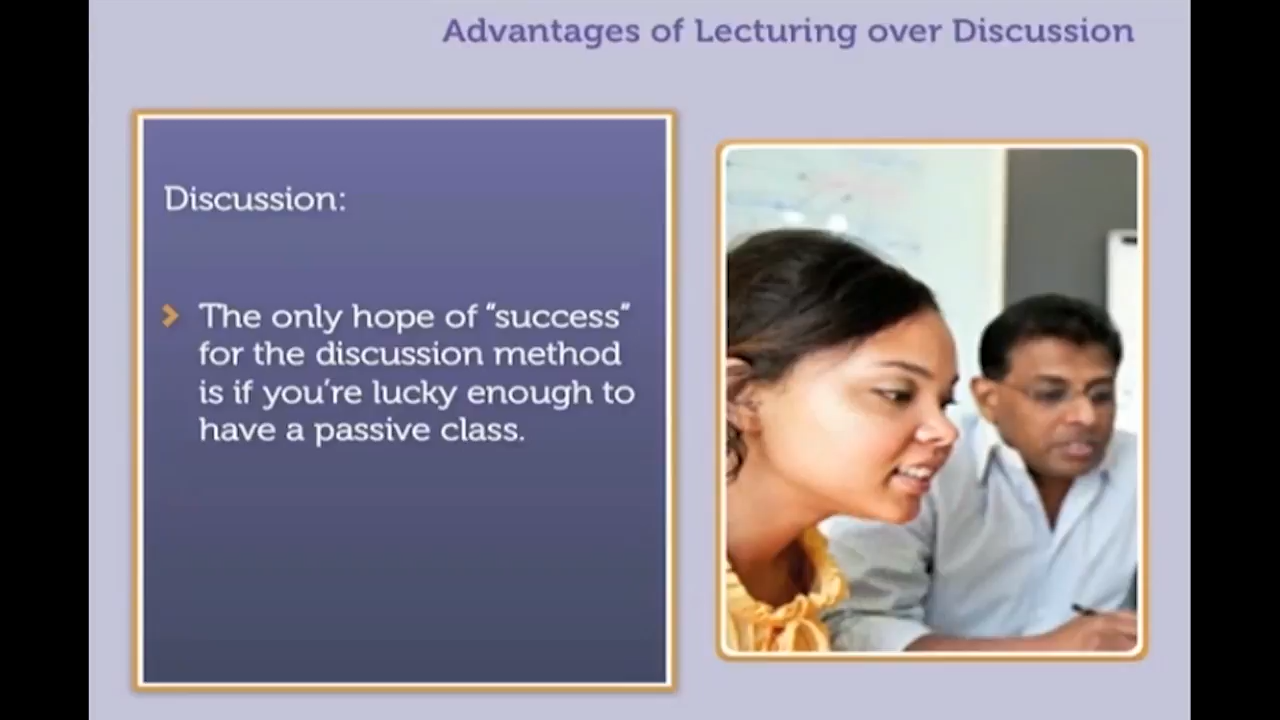 Advantages of Lecturing over Discussion
Discussion:
The only hope of “success”
for the discussion method
is if you’re lucky enough to
have a passive class.